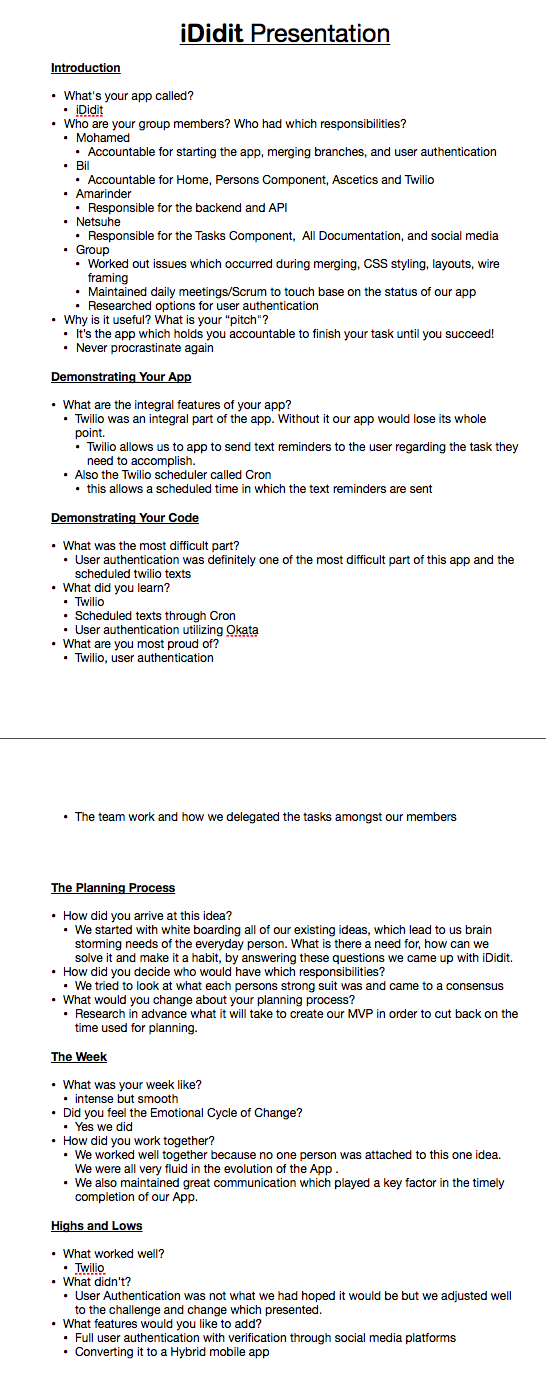 iDidit Presentation
Introduction
• What's your app called?
• iDidit
• Who are your group members? Who had which responsibilities?
• Mohamed
• Accountable for starting the app, merging branches, and user authentication
• Bil
• Accountable for Home, Persons Component, Ascetics and Twilio
• Amarinder
• Responsible for the backend and API
• Netsuhe
• Responsible for the Tasks Component,  All Documentation, and social media
• Group
• Worked out issues which occurred during merging, CSS styling, layouts, wire
framing
• Maintained daily meetings/Scrum to touch base on the status of our app
• Researched options for user authentication
• Why is it useful? What is your “pitch"?
• It's the app which holds you accountable to finish your task until you succeed!
• Never procrastinate again
Demonstrating Your App
• What are the integral features of your app?
• Twilio was an integral part of the app. Without it our app would lose its whole
point.
• Twilio allows us to app to send text reminders to the user regarding the task they
need to accomplish.
• Also the Twilio scheduler called Cron
• this allows a scheduled time in which the text reminders are sent
Demonstrating Your Code
• What was the most difficult part?
• User authentication was definitely one of the most difficult part of this app and the
scheduled twilio texts
• What did you learn?
• Twilio
• Scheduled texts through Cron
• User authentication utilizing Okata
• What are you most proud of?
• Twilio, user authentication
• The team work and how we delegated the tasks amongst our members
The Planning Process
• How did you arrive at this idea?
• We started with white boarding all of our existing ideas, which lead to us brain
storming needs of the everyday person. What is there a need for, how can we
solve it and make it a habit, by answering these questions we came up with iDidit.
• How did you decide who would have which responsibilities?
• We tried to look at what each persons strong suit was and came to a consensus
• What would you change about your planning process?
• Research in advance what it will take to create our MVP in order to cut back on the
time used for planning.
The Week
• What was your week like?
• intense but smooth
• Did you feel the Emotional Cycle of Change?
• Yes we did
• How did you work together?
• We worked well together because no one person was attached to this one idea.
We were all very fluid in the evolution of the App .
• We also maintained great communication which played a key factor in the timely
completion of our App.
Highs and Lows
• What worked well?
• Twilio
• What didn't?
• User Authentication was not what we had hoped it would be but we adjusted well
to the challenge and change which presented.
• What features would you like to add?
• Full user authentication with verification through social media platforms
• Converting it to a Hybrid mobile app